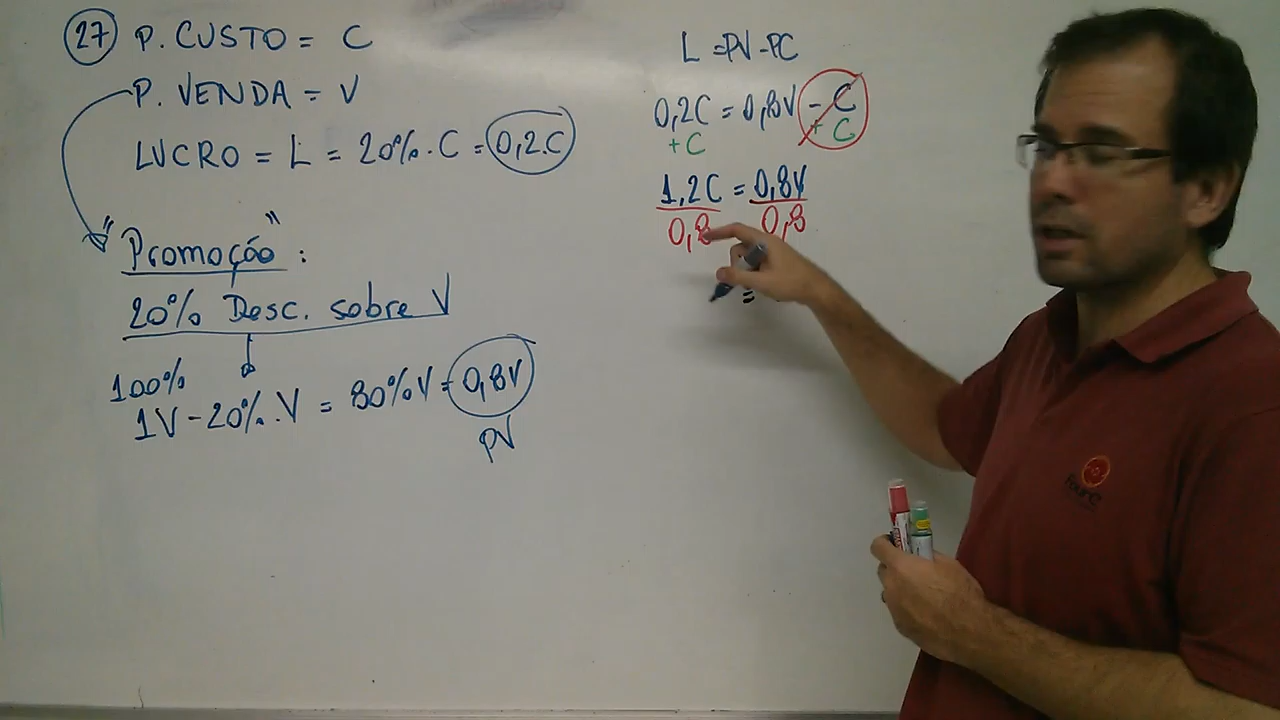 27 P. CUSTO = C
P. VENDA = V
LUCRO = L = 20%.C = 0,2.C
"Promoção":
20% Desc. sobre V
100%
1V - 20%.V = 80%V = 0,8V
PV
L = PV - PC
0,2C = 0,8V - C
+C +C
1,2C = 0,8V
0,8 0,8
=